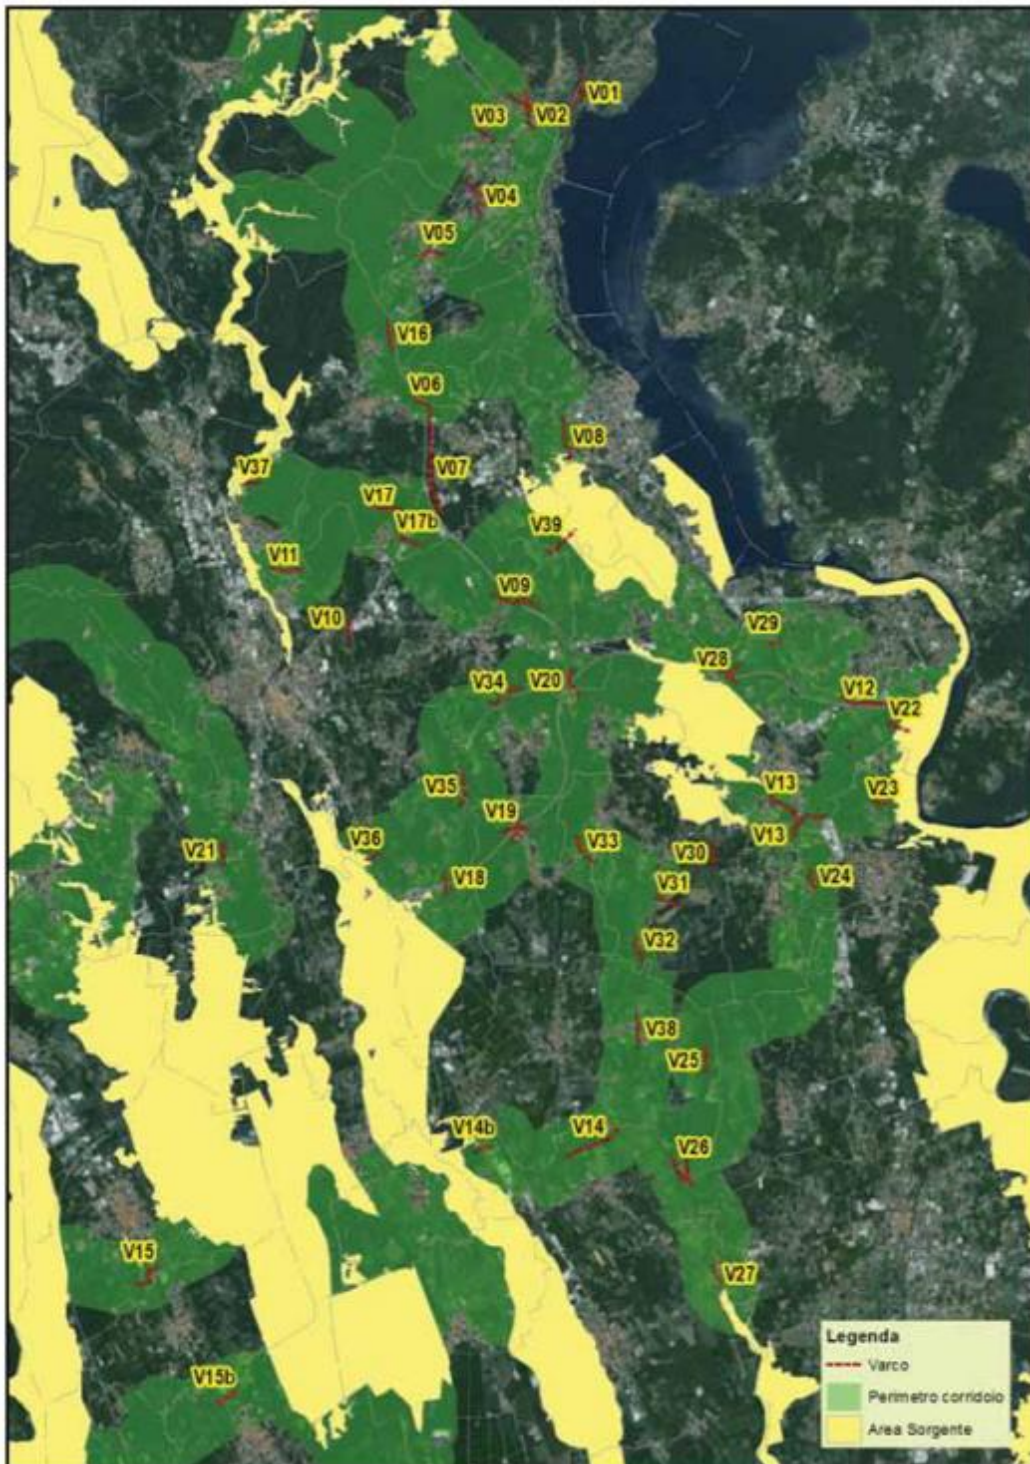 V01
V02
V03
V04
V05
V16
V06
V08
V07
V37
V17
V17b
V39
V11
V09
V10
V29
V28
V34
V20
V12
V22
V35
V13
V23
V19
V13
V36
V33
V21
V30
V18
V24
V31
V32
V38
V25
V14b
V14
V26
V15
V27
V15b
Legenda
Varco
Perimetro corridoio
Area Sorgente